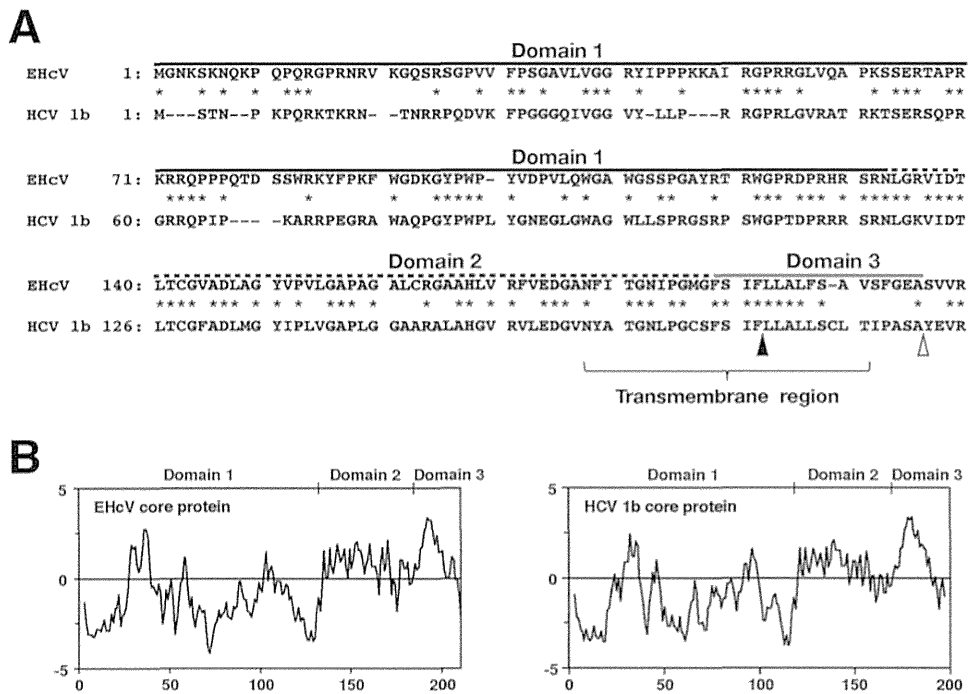 A
Domain 1
EHcV 1: MGNKSKNQKP QPQRGPRNRV KGQSRSGPVV FPSGAVLVGG RYIPPPKKAI RGPRRGLVQA PKSSERTAPR
HCV 1b 1: M---STN--P KPQRKTKRN- -TNRRPQDVK FPGGGQIVGG VY-LLP---R RGPRLGVRAT RKTSERSQPR
Domain 1
EHcV 71: KRRQPPPQTD SSWRKYFPKF WGDKGYPWP- YVDPVLQWGA WGSSPGAYRT RWGPRDPRHR SRNLGRVIDT
HCV 1b 60: GRRQPIP--- -KARRPEGRA WAQPGYPWPL YGNEGLGWAG WLLSPRGSRP SWGPTDPRRR SRNLGKVIDT
Domain 2 Domain 3
EHcV 140: LTCGVADLAG YVPVLGAPAG ALCRGAAHLV RFVEDGANFI TGNIPGMGFS IFLLALFS-A VSFGEASVVR
HCV 1b 126: LTCGFADLMG YIPLVGAPLG GAARALAHGV RVLEDGVNYA TGNLPGCSFS IFLLALLSCL TIPASAYEVR
Transmembrane region
B
Domain 1 Domain 2 Domain 3
EHcV core protein
5
0
-5
0 50 100 150 200
Domain 1 Domain 2 Domain 3
HCV 1b core protein
5
0
-5
0 50 100 150 200